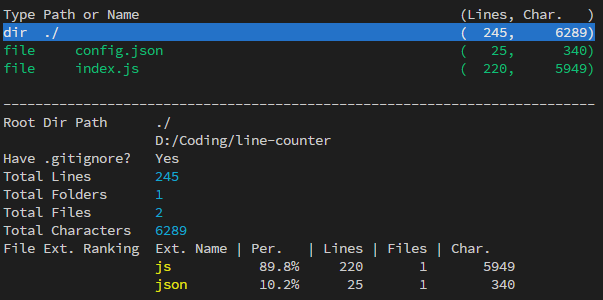 Type Path or Name (Lines, Char. )
dir ./ ( 245, 6289)
file config.json ( 25, 340)
file index.js ( 220, 5949)
--------------------------------------------------------------------------
Root Dir Path ./
D:/Coding/line-counter
Have .gitignore? Yes
Total Lines 245
Total Folders 1
Total Files 2
Total Characters 6289
File Ext. Ranking Ext. Name | Per. | Lines | Files | Char.
js 89.8% 220 1 5949
json 10.2% 25 1 340